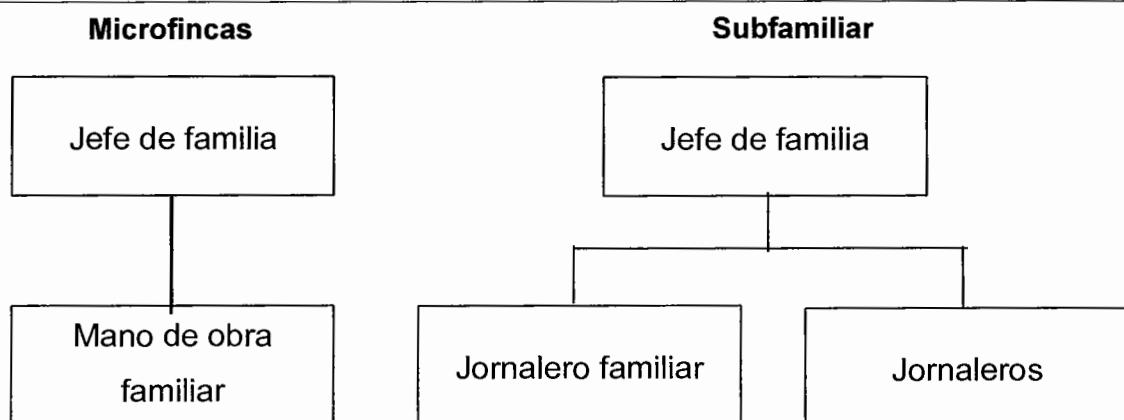 Microfincas
Subfamiliar
Jefe de familia
Jefe de familia
Mano de obra
familiar
Jornalero familiar
Jornaleros